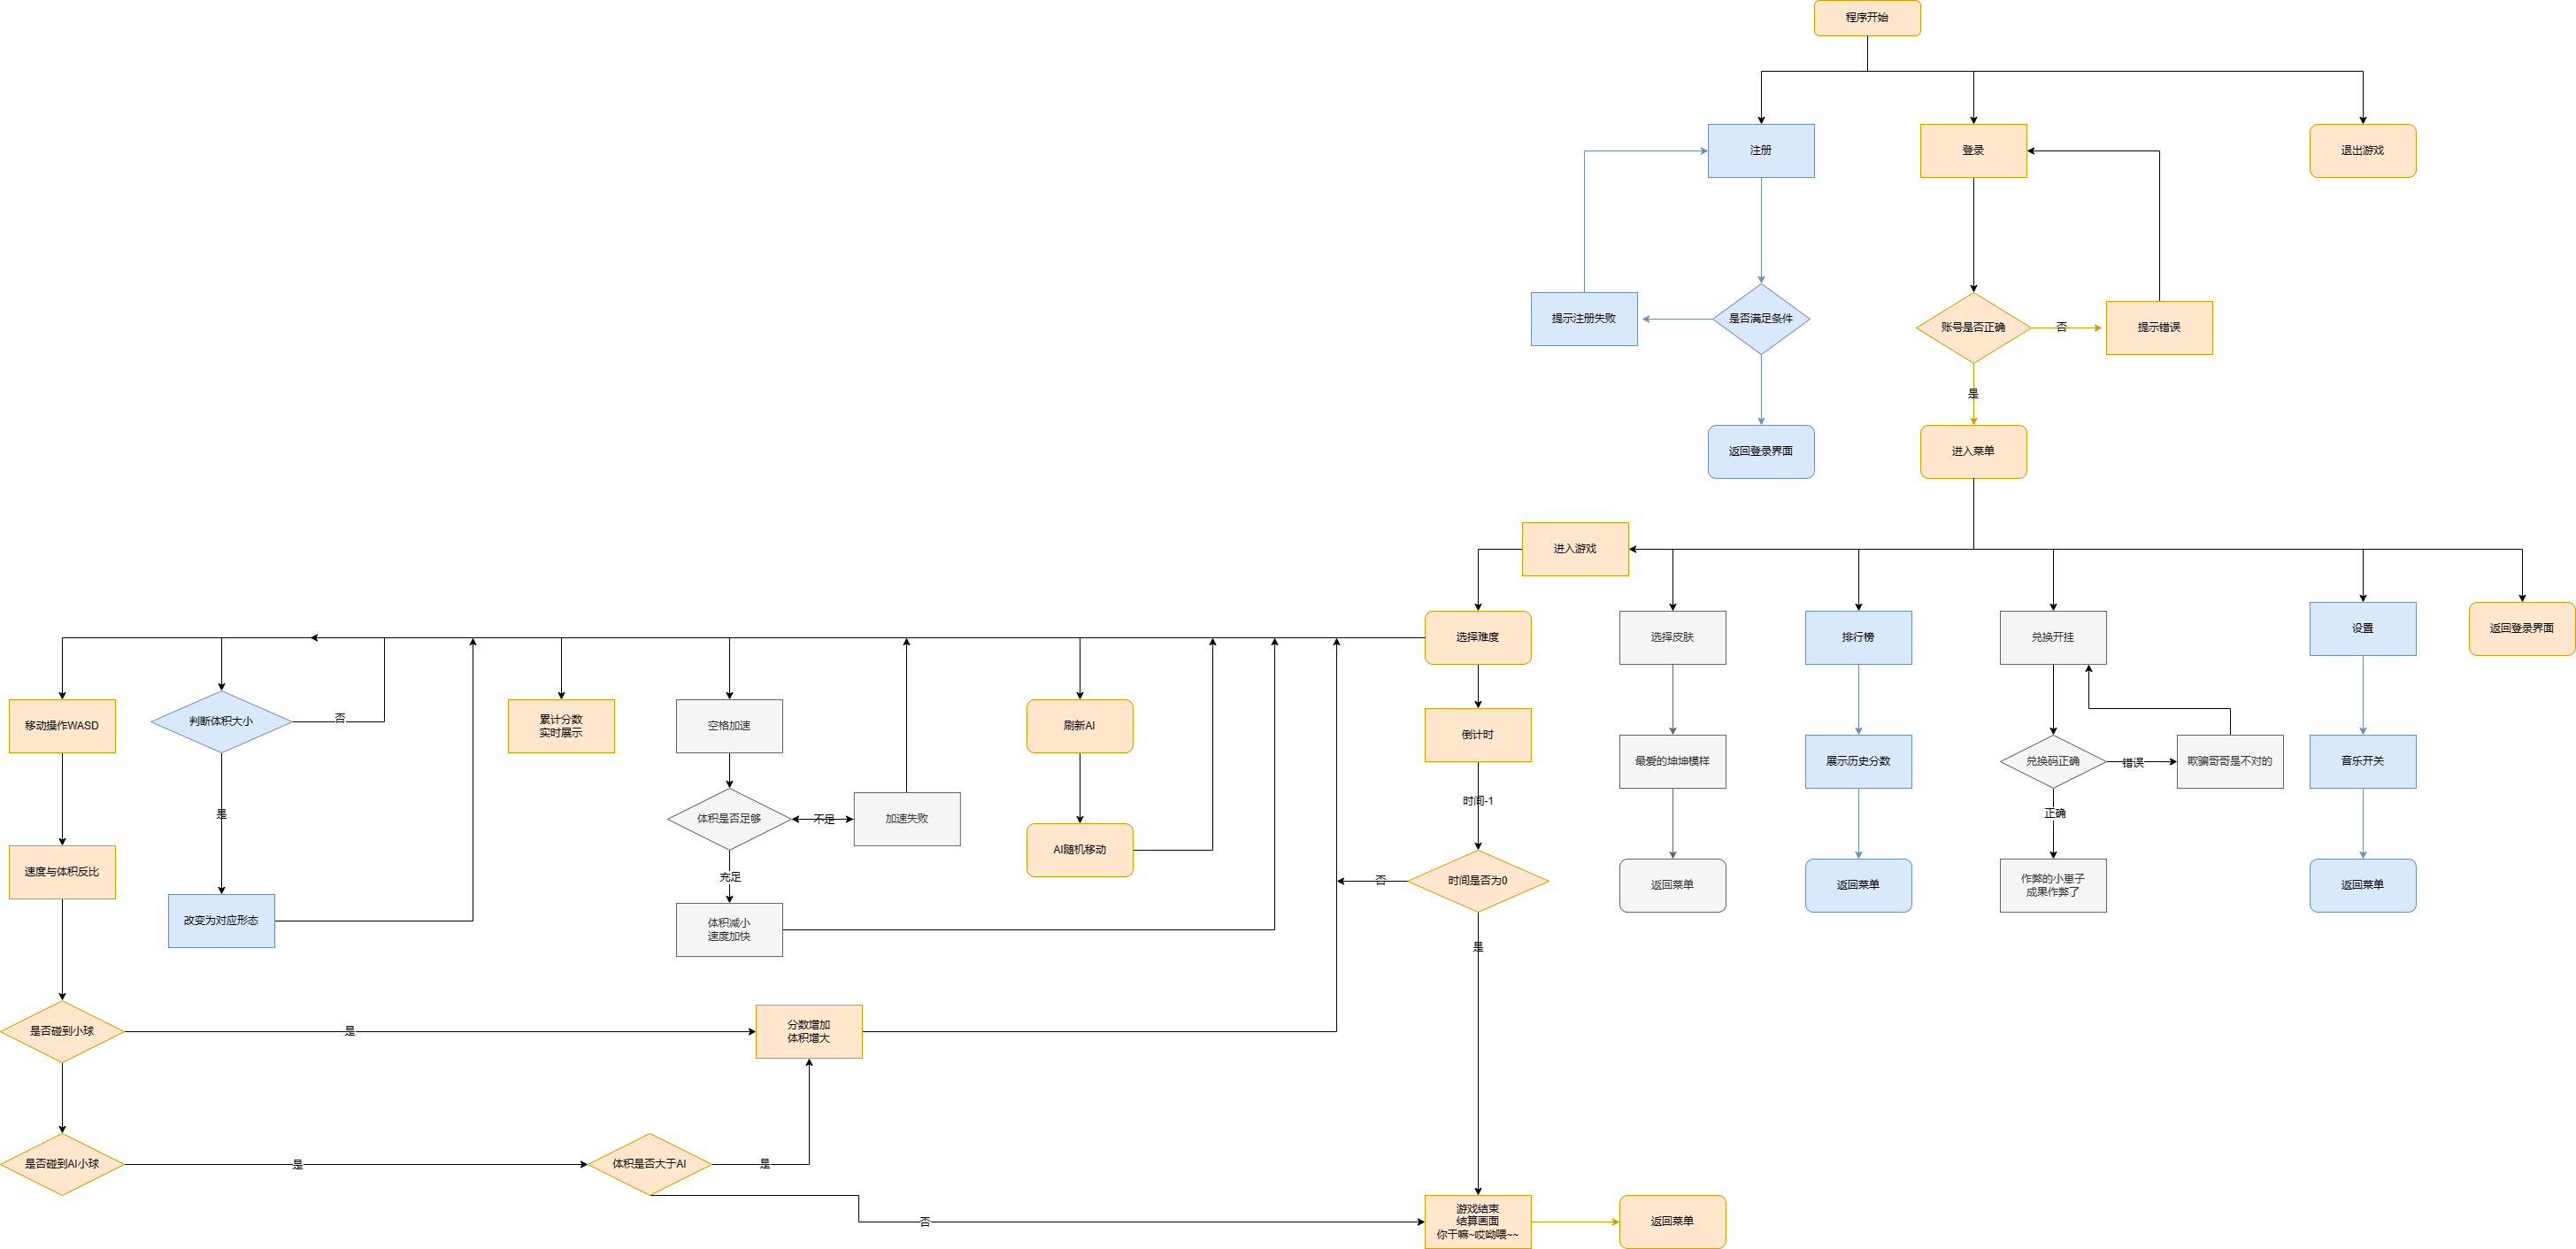 程序开始
注册
登录
退出游戏
提示注册失败
是否满足条件
账号是否正确
否
提示错误
是
返回登录界面
进入菜单
进入游戏
选择难度
选择皮肤
排行榜
兑换开挂
设置
返回登录界面
移动操作WASD
判断体积大小
否
累计分数
实时展示
空格加速
刷新AI
倒计时
最爱的坤坤模样
展示历史分数
兑换码正确
错误
欺骗哥哥是不对的
音乐开关
时间-1
是
体积是否足够
不足
加速失败
AI随机移动
正确
速度与体积反比
充足
否
时间是否为0
返回菜单
返回菜单
作弊的小崽子
成果作弊了
返回菜单
改变为对应形态
体积减小
速度加快
是
是否碰到小球
是
分数增加
体积增大
是否碰到AI小球
是
体积是否大于AI
是
否
游戏结束
结算画面
你干嘛~哎呦喂~~
返回菜单